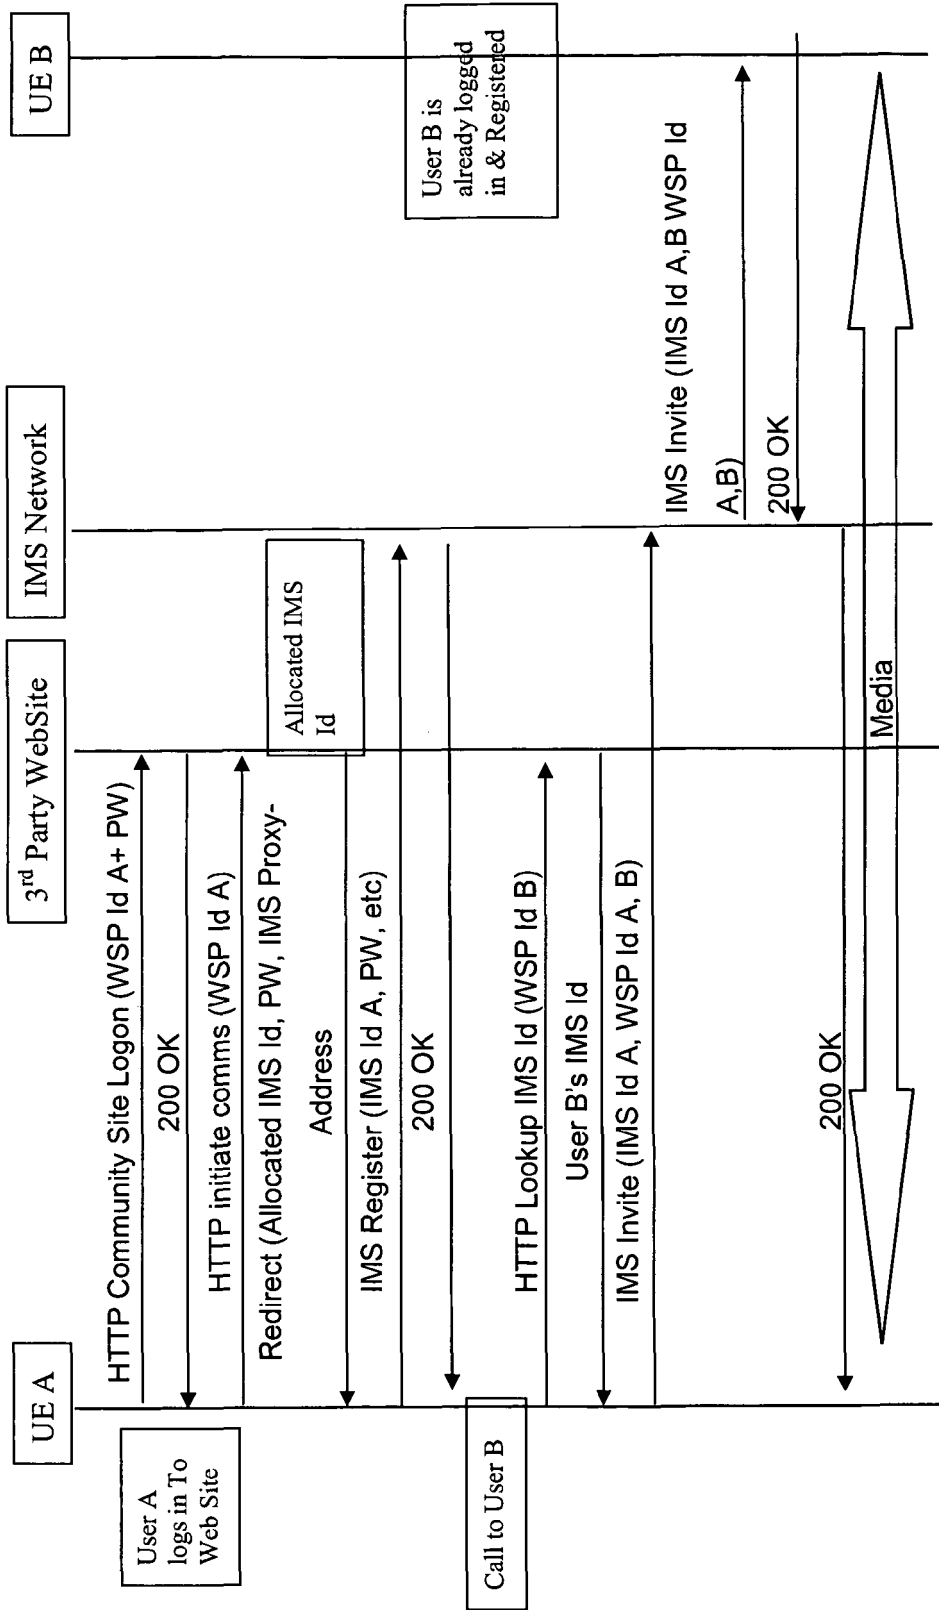 UE A
3rd Party WebSite
IMS Network
UE B
User A
logs in To
Web Site
HTTP Community Site Logon (WSP Id A+ PW)
200 OK
HTTP initiate comms (WSP Id A)
Redirect (Allocated IMS Id, PW, IMS Proxy-
Address
Allocated IMS
Id
IMS Register (IMS Id A, PW, etc)
200 OK
User B is
already logged
in & Registered
Call to User B
HTTP Lookup IMS Id (WSP Id B)
User B's IMS Id
IMS Invite (IMS Id A, WSP Id A, B)
IMS Invite (IMS Id A,B WSP Id
A,B)
200 OK
200 OK
Media